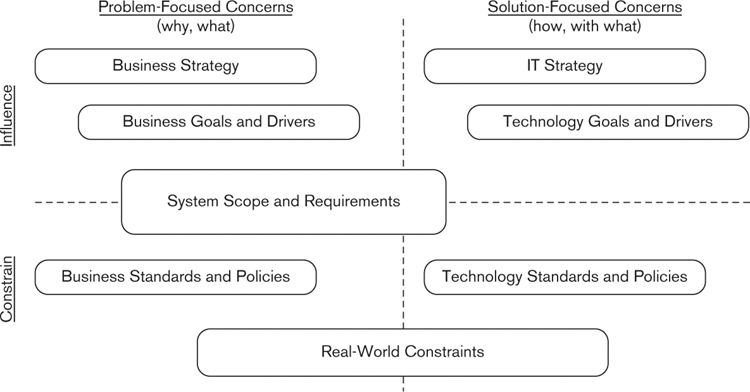 Problem-Focused Concerns
(why, what)
Solution-Focused Concerns
(how, with what)
Influence
Business Strategy
IT Strategy
Business Goals and Drivers
Technology Goals and Drivers
System Scope and Requirements
Constrain
Business Standards and Policies
Technology Standards and Policies
Real-World Constraints